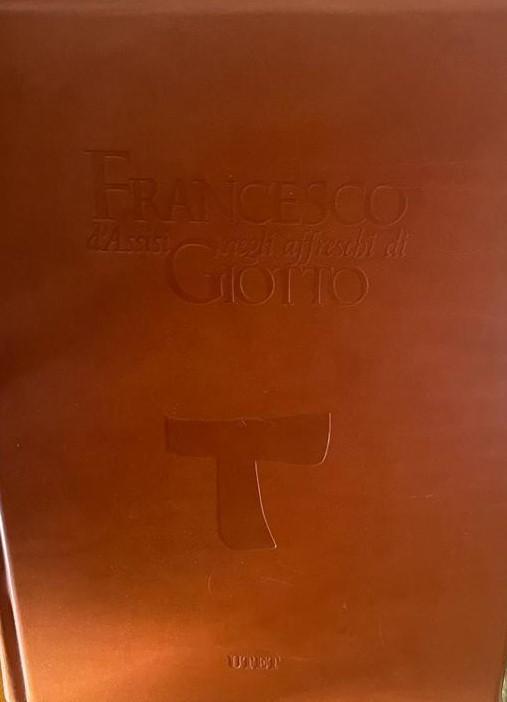 FRANCESCO
d'Assisi negli affreschi di
GIOTTO
T
UTET